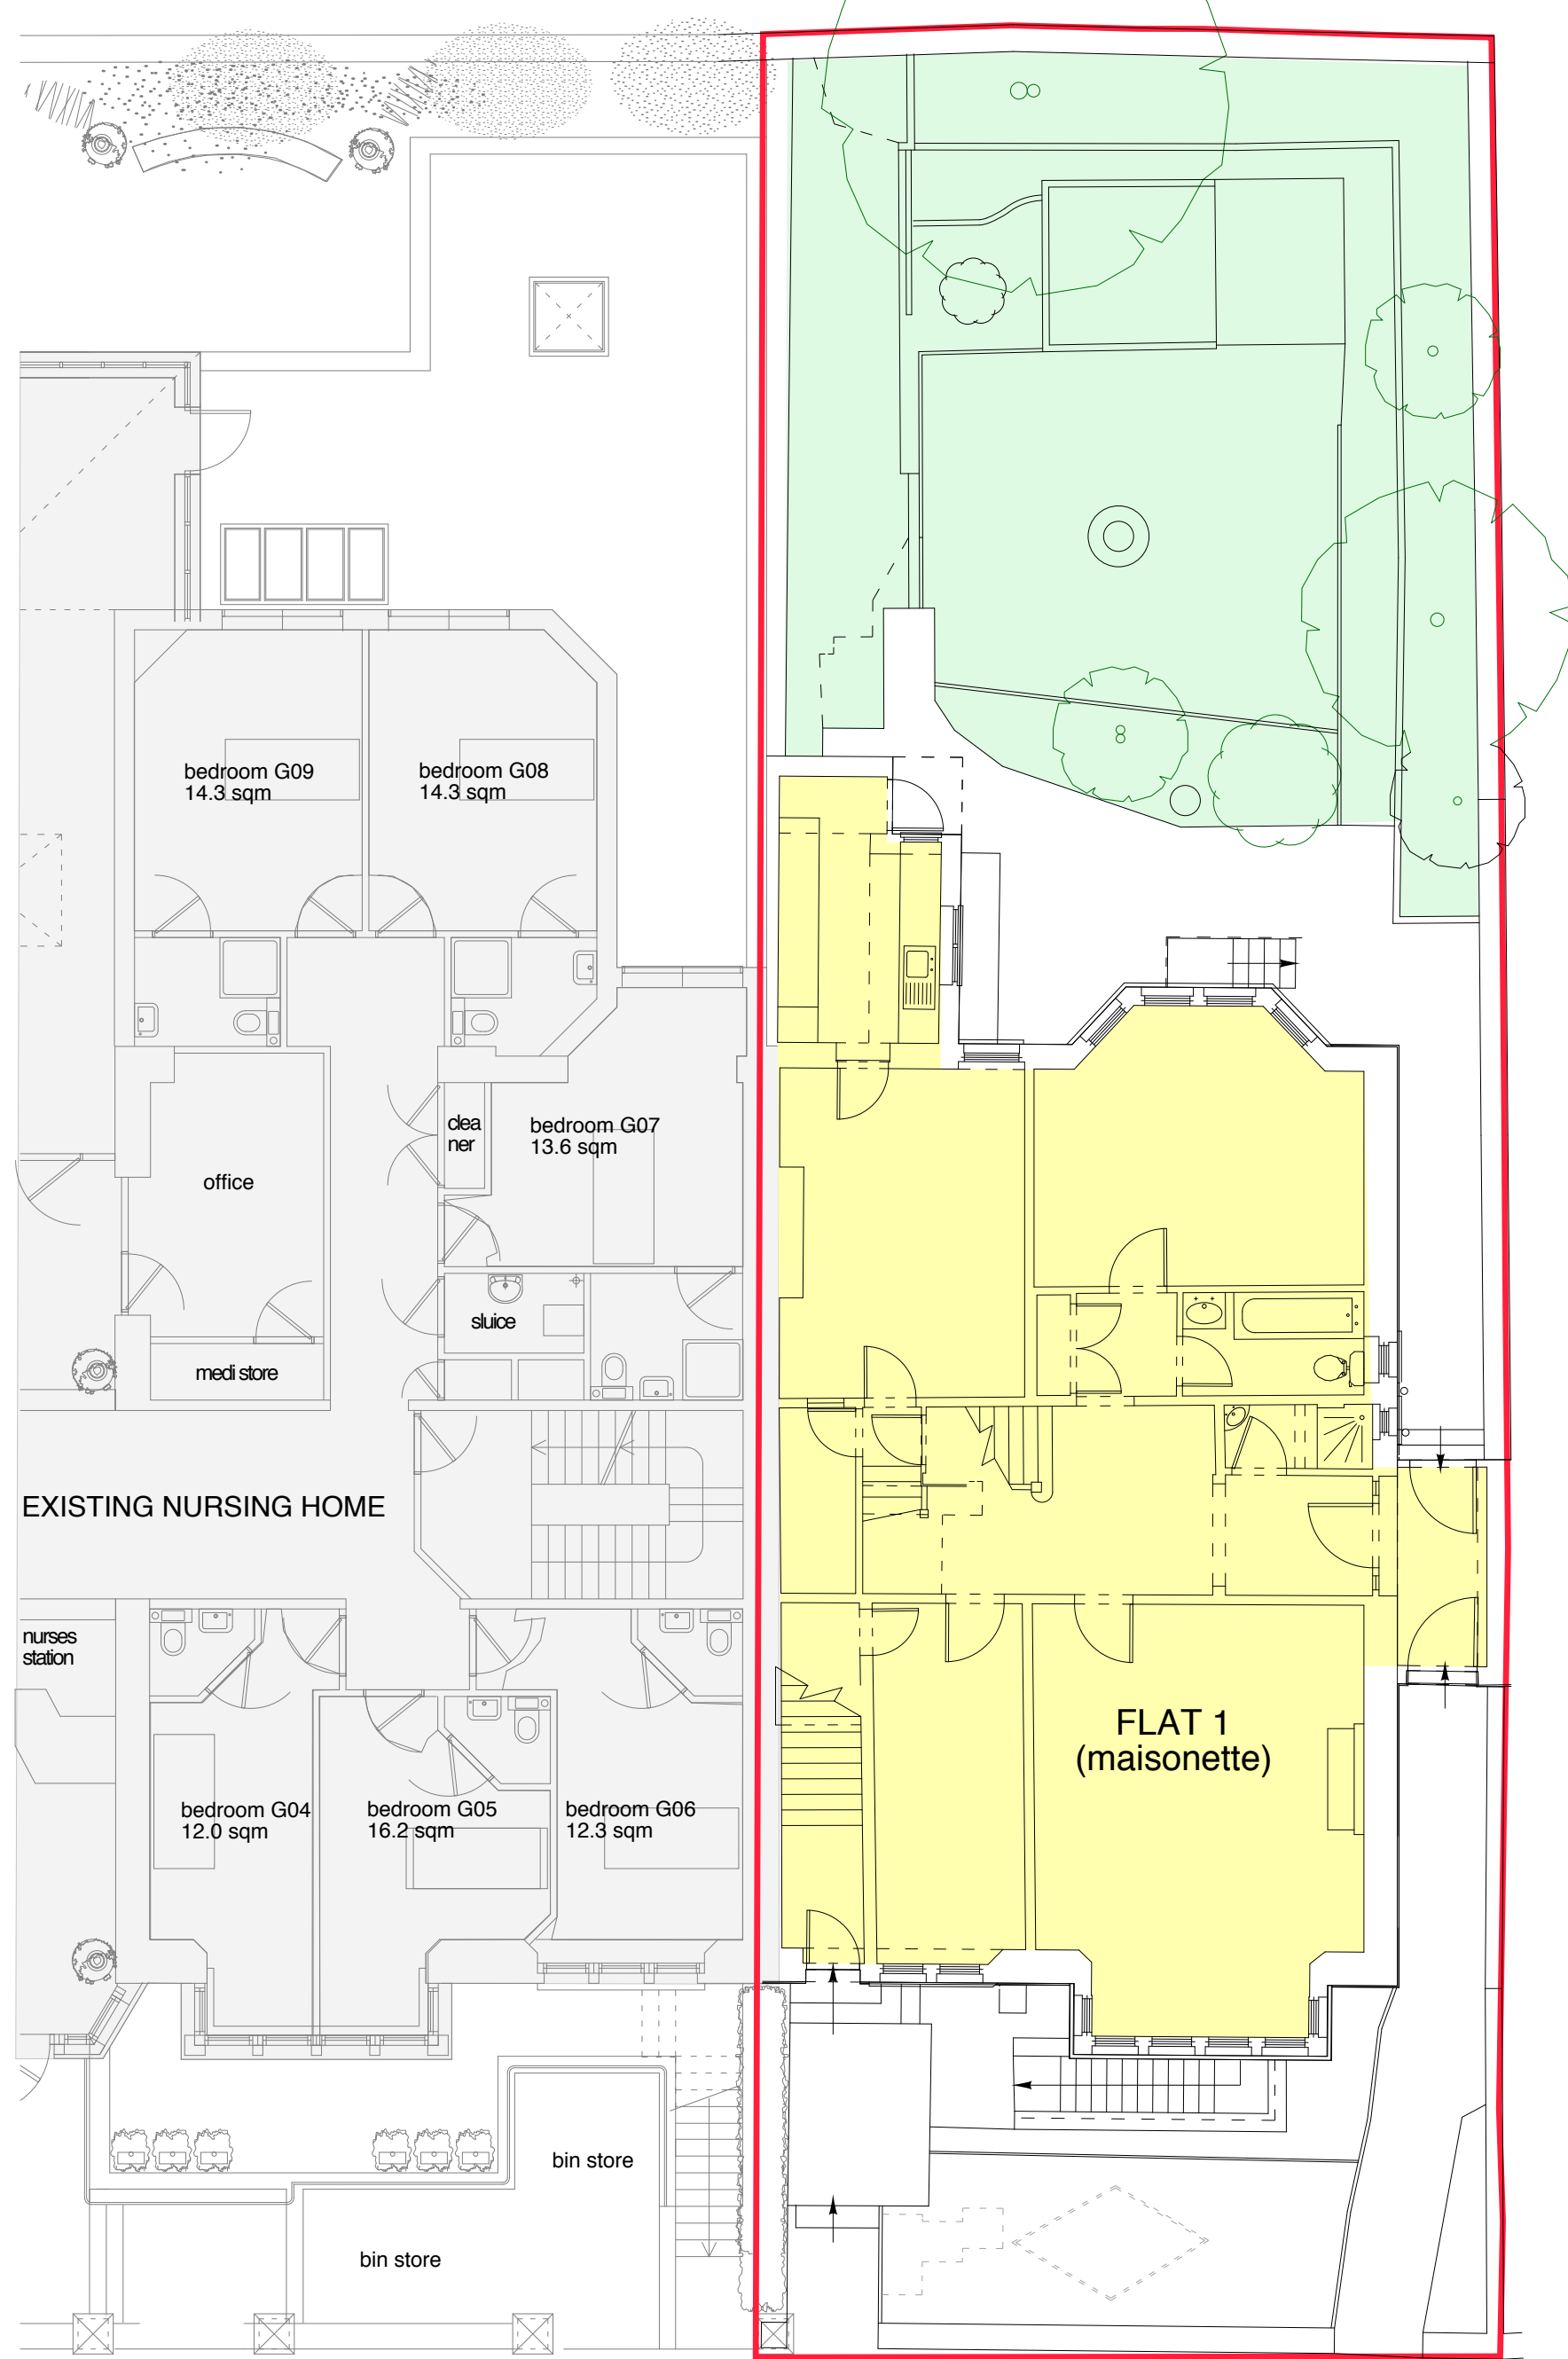 bedroom G09
14.3 sqm
bedroom G08
14.3 sqm
clea
ner
bedroom G07
13.6 sqm
office
sluice
medi store
EXISTING NURSING HOME
nurses
station
FLAT 1
(maisonette)
bedroom G04
12.0 sqm
bedroom G05
16.2 sqm
bedroom G06
12.3 sqm
bin store
bin store